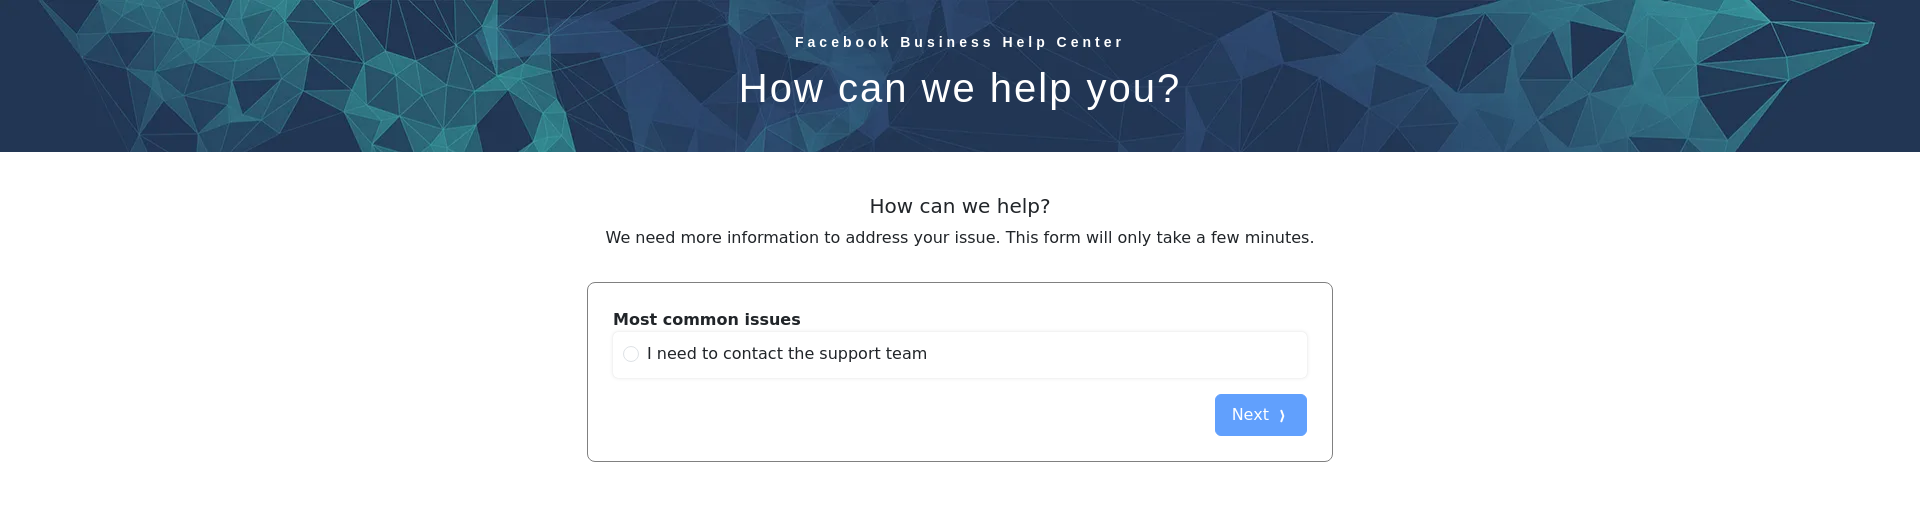 Facebook Business Help Center
How can we help you?
How can we help?
We need more information to address your issue. This form will only take a few minutes.
Most common issues
I need to contact the support team
Next